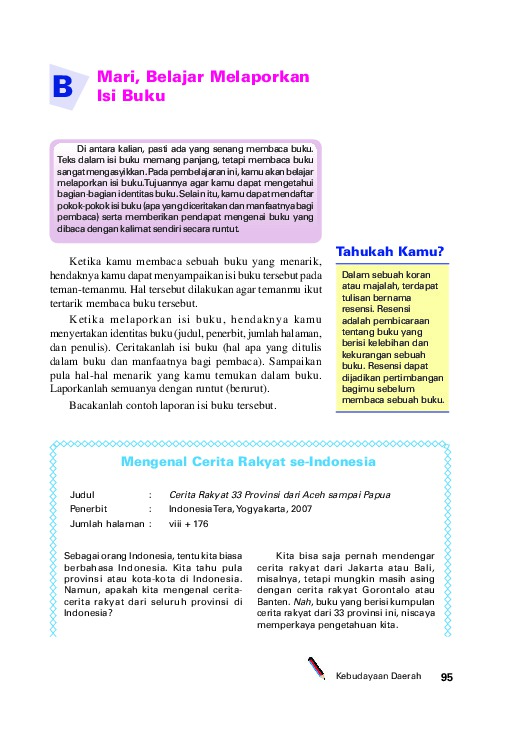 B
Mari, Belajar Melaporkan
Isi Buku
Di antara kalian, pasti ada yang senang membaca buku.
Teks dalam isi buku memang panjang, tetapi membaca buku
sangat mengasyikkan. Pada pembelajaran ini, kamu akan belajar
melaporkan isi buku. Tujuannya agar kamu dapat mengetahui
bagian-bagian identitas buku. Selain itu, kamu dapat mendaftar
pokok-pokok isi buku (apa yang diceritakan dan manfaatnya bagi
pembaca) serta memberikan pendapat mengenai buku yang
dibaca dengan kalimat sendiri secara runtut.
Ketika kamu membaca sebuah buku yang menarik,
hendaknya kamu dapat menyampaikan isi buku tersebut pada
teman-temanmu. Hal tersebut dilakukan agar temanmu ikut
tertarik membaca buku tersebut.
Ketika melaporkan isi buku, hendaknya kamu
menyertakan identitas buku (judul, penerbit, jumlah halaman,
dan penulis). Ceritakanlah isi buku (hal apa yang ditulis
dalam buku dan manfaatnya bagi pembaca). Sampaikan
pula hal-hal menarik yang kamu temukan dalam buku.
Laporkanlah semuanya dengan runtut (berurut).
Bacakanlah contoh laporan isi buku tersebut.
Tahukah Kamu?
Dalam sebuah koran
atau majalah, terdapat
tulisan bernama
resensi. Resensi
adalah pembicaraan
tentang buku yang
berisi kelebihan dan
kekurangan sebuah
buku. Resensi dapat
dijadikan pertimbangan
bagimu sebelum
membaca sebuah buku.
Mengenal Cerita Rakyat se-Indonesia
Judul : Cerita Rakyat 33 Provinsi dari Aceh sampai Papua
Penerbit : IndonesiaTera, Yogyakarta, 2007
Jumlah halaman : viii + 176
Sebagai orang Indonesia, tentu kita biasa
berbahasa Indonesia. Kita tahu pula
provinsi atau kota-kota di Indonesia.
Namun, apakah kita mengenal cerita-
cerita rakyat dari seluruh provinsi di
Indonesia?
Kita bisa saja pernah mendengar
cerita rakyat dari Jakarta atau Bali,
misalnya, tetapi mungkin masih asing
dengan cerita rakyat Gorontalo atau
Banten. Nah, buku yang berisi kumpulan
cerita rakyat dari 33 provinsi ini, niscaya
memperkaya pengetahuan kita.
Kebudayaan Daerah 95